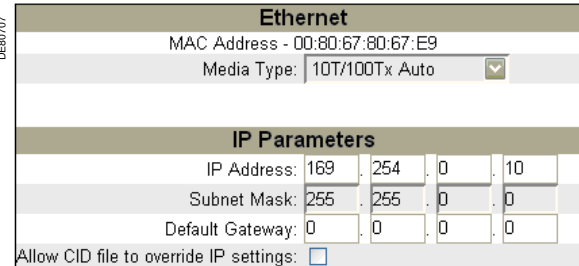 DE80707
Ethernet
MAC Address - 00:80:67:80:67:E9
Media Type: 10T/100Tx Auto
IP Parameters
IP Address: 169 . 254 . 0 . 10
Subnet Mask: 255 . 255 . 0 . 0
Default Gateway: 0 . 0 . 0 . 0
Allow CID file to override IP settings: